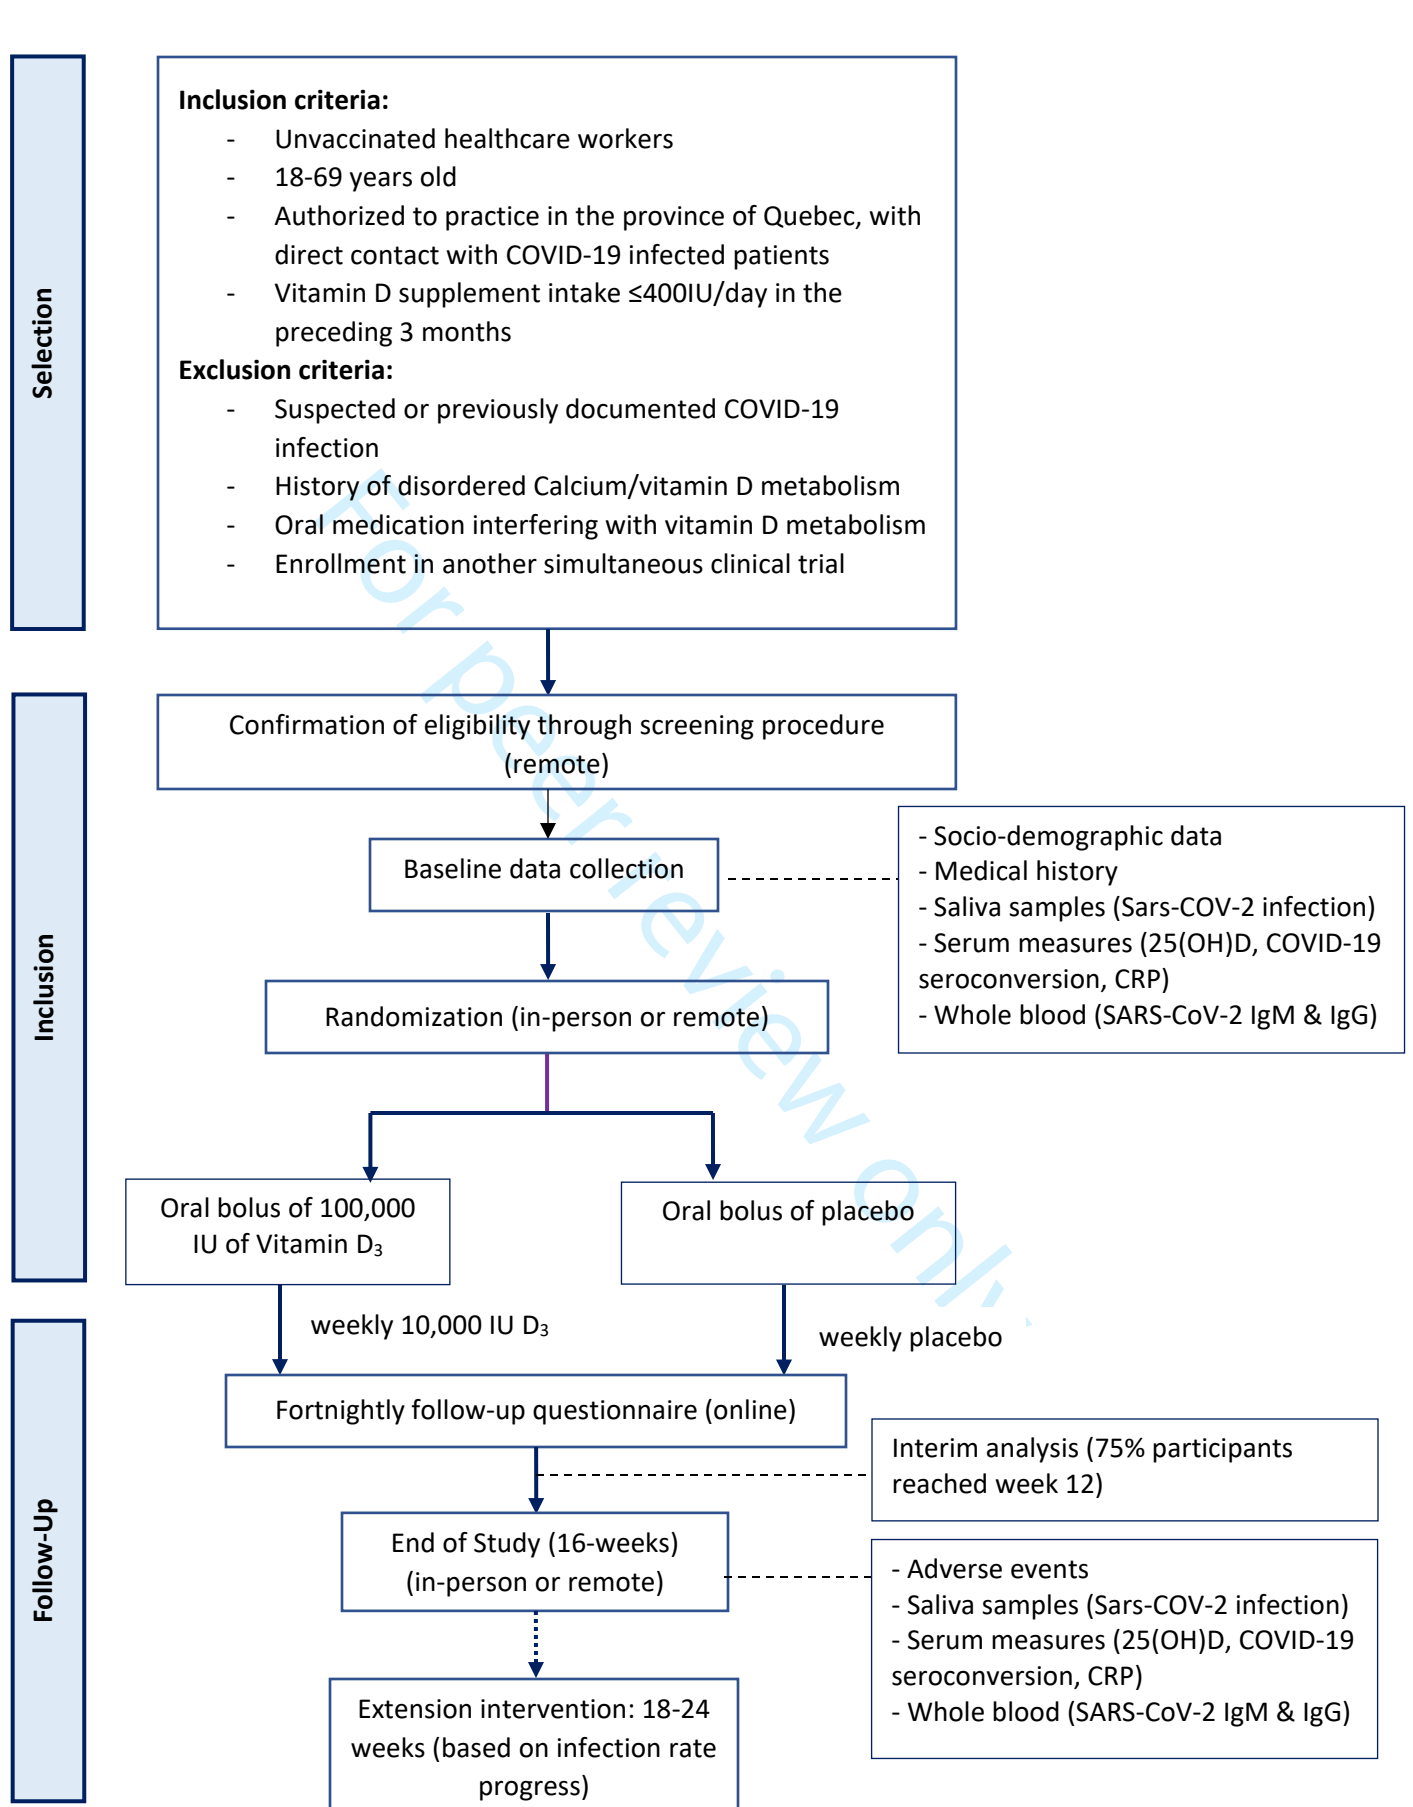 Selection
Inclusion criteria:
- Unvaccinated healthcare workers
- 18-69 years old
- Authorized to practice in the province of Quebec, with
direct contact with COVID-19 infected patients
- Vitamin D supplement intake ≤400IU/day in the
preceding 3 months
Exclusion criteria:
- Suspected or previously documented COVID-19
infection
- History of disordered Calcium/vitamin D metabolism
- Oral medication interfering with vitamin D metabolism
- Enrollment in another simultaneous clinical trial
Inclusion
Confirmation of eligibility through screening procedure
(remote)
Baseline data collection
- Socio-demographic data
- Medical history
- Saliva samples (Sars-COV-2 infection)
- Serum measures (25(OH)D, COVID-19
seroconversion, CRP)
- Whole blood (SARS-CoV-2 IgM & IgG)
Randomization (in-person or remote)
Oral bolus of 100,000
IU of Vitamin D₃
Oral bolus of placebo
weekly 10,000 IU D₃
weekly placebo
Follow-Up
Fortnightly follow-up questionnaire (online)
Interim analysis (75% participants
reached week 12)
End of Study (16-weeks)
(in-person or remote)
- Adverse events
- Saliva samples (Sars-COV-2 infection)
- Serum measures (25(OH)D, COVID-19
seroconversion, CRP)
- Whole blood (SARS-CoV-2 IgM & IgG)
Extension intervention: 18-24
weeks (based on infection rate
progress)
For peer review only